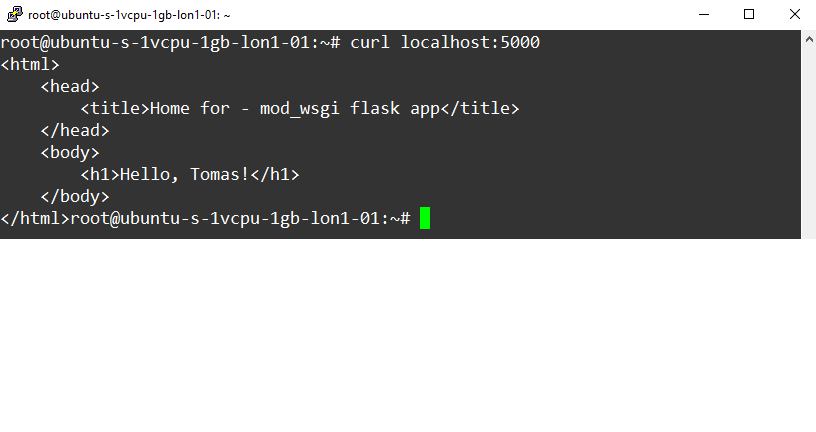 root@ubuntu-s-1vcpu-1gb-lon1-01: ~
root@ubuntu-s-1vcpu-1gb-lon1-01:~# curl localhost:5000
<html>
    <head>
        <title>Home for - mod_wsgi flask app</title>
    </head>
    <body>
        <h1>Hello, Tomas!</h1>
    </body>
</html>root@ubuntu-s-1vcpu-1gb-lon1-01:~#